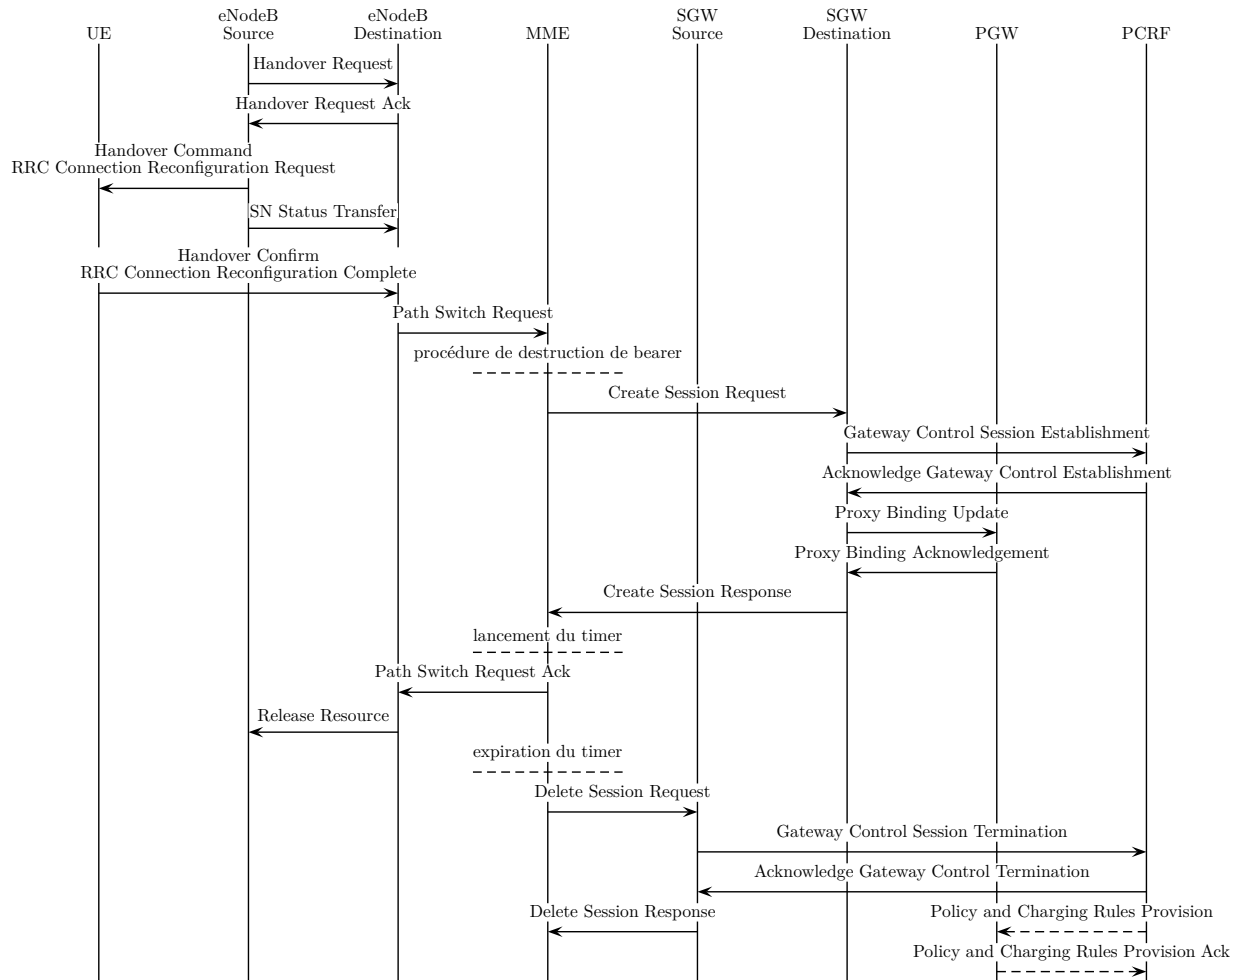 UE
eNodeB
Source
eNodeB
Destination
MME
SGW
Source
SGW
Destination
PGW
PCRF
Handover Request
Handover Request Ack
Handover Command
RRC Connection Reconfiguration Request
SN Status Transfer
Handover Confirm
RRC Connection Reconfiguration Complete
Path Switch Request
procédure de destruction de bearer
Create Session Request
Gateway Control Session Establishment
Acknowledge Gateway Control Establishment
Proxy Binding Update
Proxy Binding Acknowledgement
Create Session Response
lancement du timer
Path Switch Request Ack
Release Resource
expiration du timer
Delete Session Request
Gateway Control Session Termination
Acknowledge Gateway Control Termination
Delete Session Response
Policy and Charging Rules Provision
Policy and Charging Rules Provision Ack